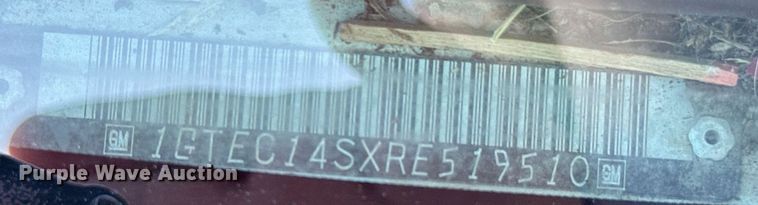 GM 1GTEC14SXRE519510 GM
Purple Wave Auction